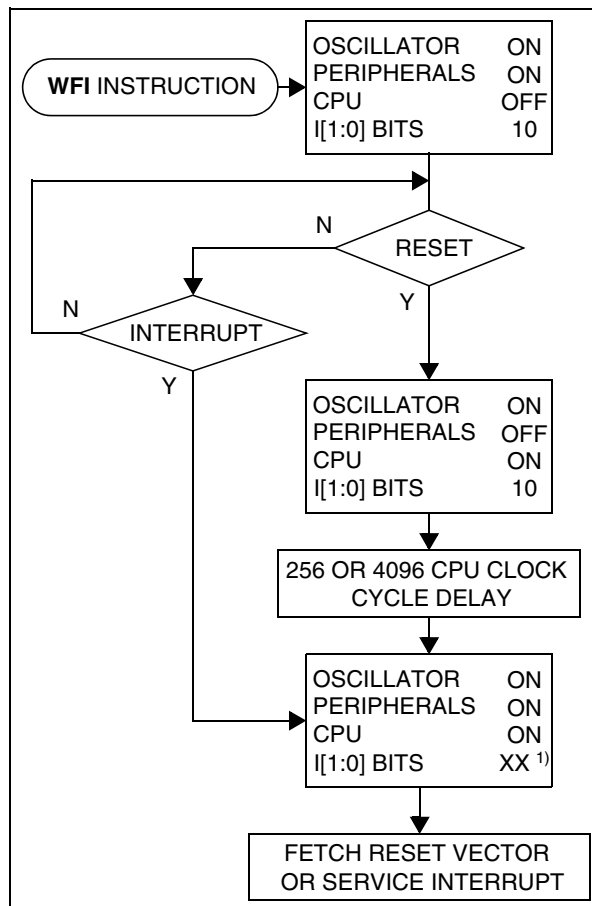 WFI INSTRUCTION
OSCILLATOR ON
PERIPHERALS ON
CPU OFF
I[1:0] BITS 10
N
RESET
Y
N
INTERRUPT
Y
OSCILLATOR ON
PERIPHERALS OFF
CPU ON
I[1:0] BITS 10
256 OR 4096 CPU CLOCK
CYCLE DELAY
OSCILLATOR ON
PERIPHERALS ON
CPU ON
I[1:0] BITS XX 1)
FETCH RESET VECTOR
OR SERVICE INTERRUPT